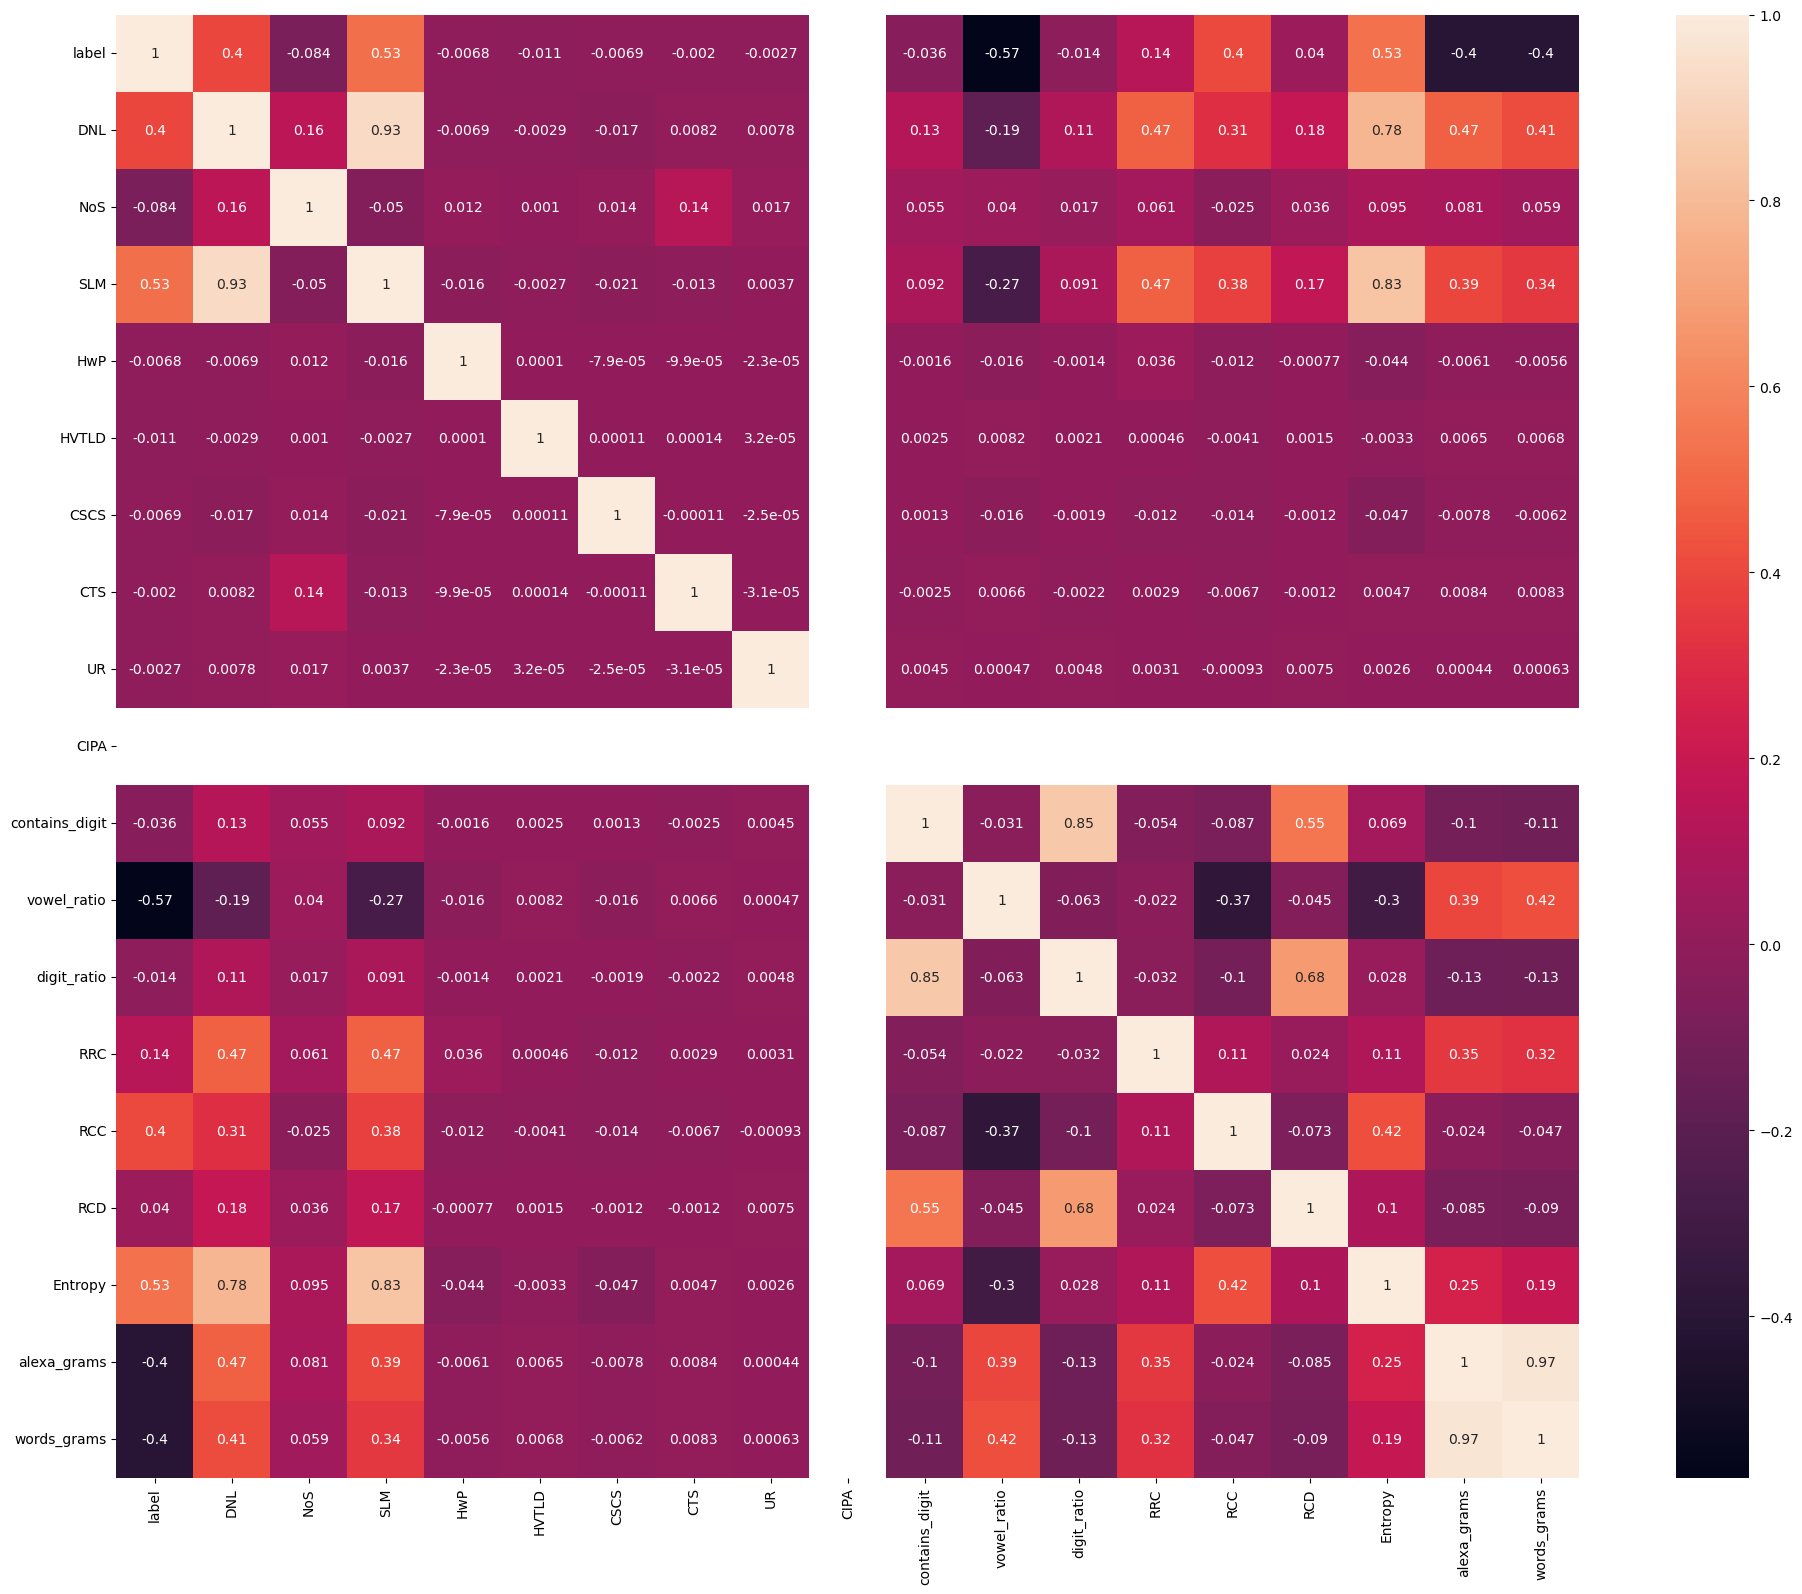 label 1 0.4 -0.084 0.53 -0.0068 -0.011 -0.0069 -0.002 -0.0027 -0.036 -0.57 -0.014 0.14 0.4 0.04 0.53 -0.4 -0.4 1.0
DNL 0.4 1 0.16 0.93 -0.0069 -0.0029 -0.017 0.0082 0.0078 0.13 -0.19 0.11 0.47 0.31 0.18 0.78 0.47 0.41
NoS -0.084 0.16 1 -0.05 0.012 0.001 0.014 0.14 0.017 0.055 0.04 0.017 0.061 -0.025 0.036 0.095 0.081 0.059 0.8
SLM 0.53 0.93 -0.05 1 -0.016 -0.0027 -0.021 -0.013 0.0037 0.092 -0.27 0.091 0.47 0.38 0.17 0.83 0.39 0.34
HwP -0.0068 -0.0069 0.012 -0.016 1 0.0001 -7.9e-05 -9.9e-05 -2.3e-05 -0.0016 -0.016 -0.0014 0.036 -0.012 -0.00077 -0.044 -0.0061 -0.0056 0.6
HVTLD -0.011 -0.0029 0.001 -0.0027 0.0001 1 0.00011 0.00014 3.2e-05 0.0025 0.0082 0.0021 0.00046 -0.0041 0.0015 -0.0033 0.0065 0.0068
CSCS -0.0069 -0.017 0.014 -0.021 -7.9e-05 0.00011 1 -0.00011 -2.5e-05 0.0013 -0.016 -0.0019 -0.012 -0.014 -0.0012 -0.047 -0.0078 -0.0062 0.4
CTS -0.002 0.0082 0.14 -0.013 -9.9e-05 0.00014 -0.00011 1 -3.1e-05 -0.0025 0.0066 -0.0022 0.0029 -0.0067 -0.0012 0.0047 0.0084 0.0083
UR -0.0027 0.0078 0.017 0.0037 -2.3e-05 3.2e-05 -2.5e-05 -3.1e-05 1 0.0045 0.00047 0.0048 0.0031 -0.00093 0.0075 0.0026 0.00044 0.00063
CIPA 0.2
contains_digit -0.036 0.13 0.055 0.092 -0.0016 0.0025 0.0013 -0.0025 0.0045 1 -0.031 0.85 -0.054 -0.087 0.55 0.069 -0.1 -0.11
vowel_ratio -0.57 -0.19 0.04 -0.27 -0.016 0.0082 -0.016 0.0066 0.00047 -0.031 1 -0.063 -0.022 -0.37 -0.045 -0.3 0.39 0.42
digit_ratio -0.014 0.11 0.017 0.091 -0.0014 0.0021 -0.0019 -0.0022 0.0048 0.85 -0.063 1 -0.032 -0.1 0.68 0.028 -0.13 -0.13 0.0
RRC 0.14 0.47 0.061 0.47 0.036 0.00046 -0.012 0.0029 0.0031 -0.054 -0.022 -0.032 1 0.11 0.024 0.11 0.35 0.32
RCC 0.4 0.31 -0.025 0.38 -0.012 -0.0041 -0.014 -0.0067 -0.00093 -0.087 -0.37 -0.1 0.11 1 -0.073 0.42 -0.024 -0.047 −0.2
RCD 0.04 0.18 0.036 0.17 -0.00077 0.0015 -0.0012 -0.0012 0.0075 0.55 -0.045 0.68 0.024 -0.073 1 0.1 -0.085 -0.09
Entropy 0.53 0.78 0.095 0.83 -0.044 -0.0033 -0.047 0.0047 0.0026 0.069 -0.3 0.028 0.11 0.42 0.1 1 0.25 0.19 −0.4
alexa_grams -0.4 0.47 0.081 0.39 -0.0061 0.0065 -0.0078 0.0084 0.00044 -0.1 0.39 -0.13 0.35 -0.024 -0.085 0.25 1 0.97
words_grams -0.4 0.41 0.059 0.34 -0.0056 0.0068 -0.0062 0.0083 0.00063 -0.11 0.42 -0.13 0.32 -0.047 -0.09 0.19 0.97 1
label DNL NoS SLM HwP HVTLD CSCS CTS UR CIPA contains_digit vowel_ratio digit_ratio RRC RCC RCD Entropy alexa_grams words_grams